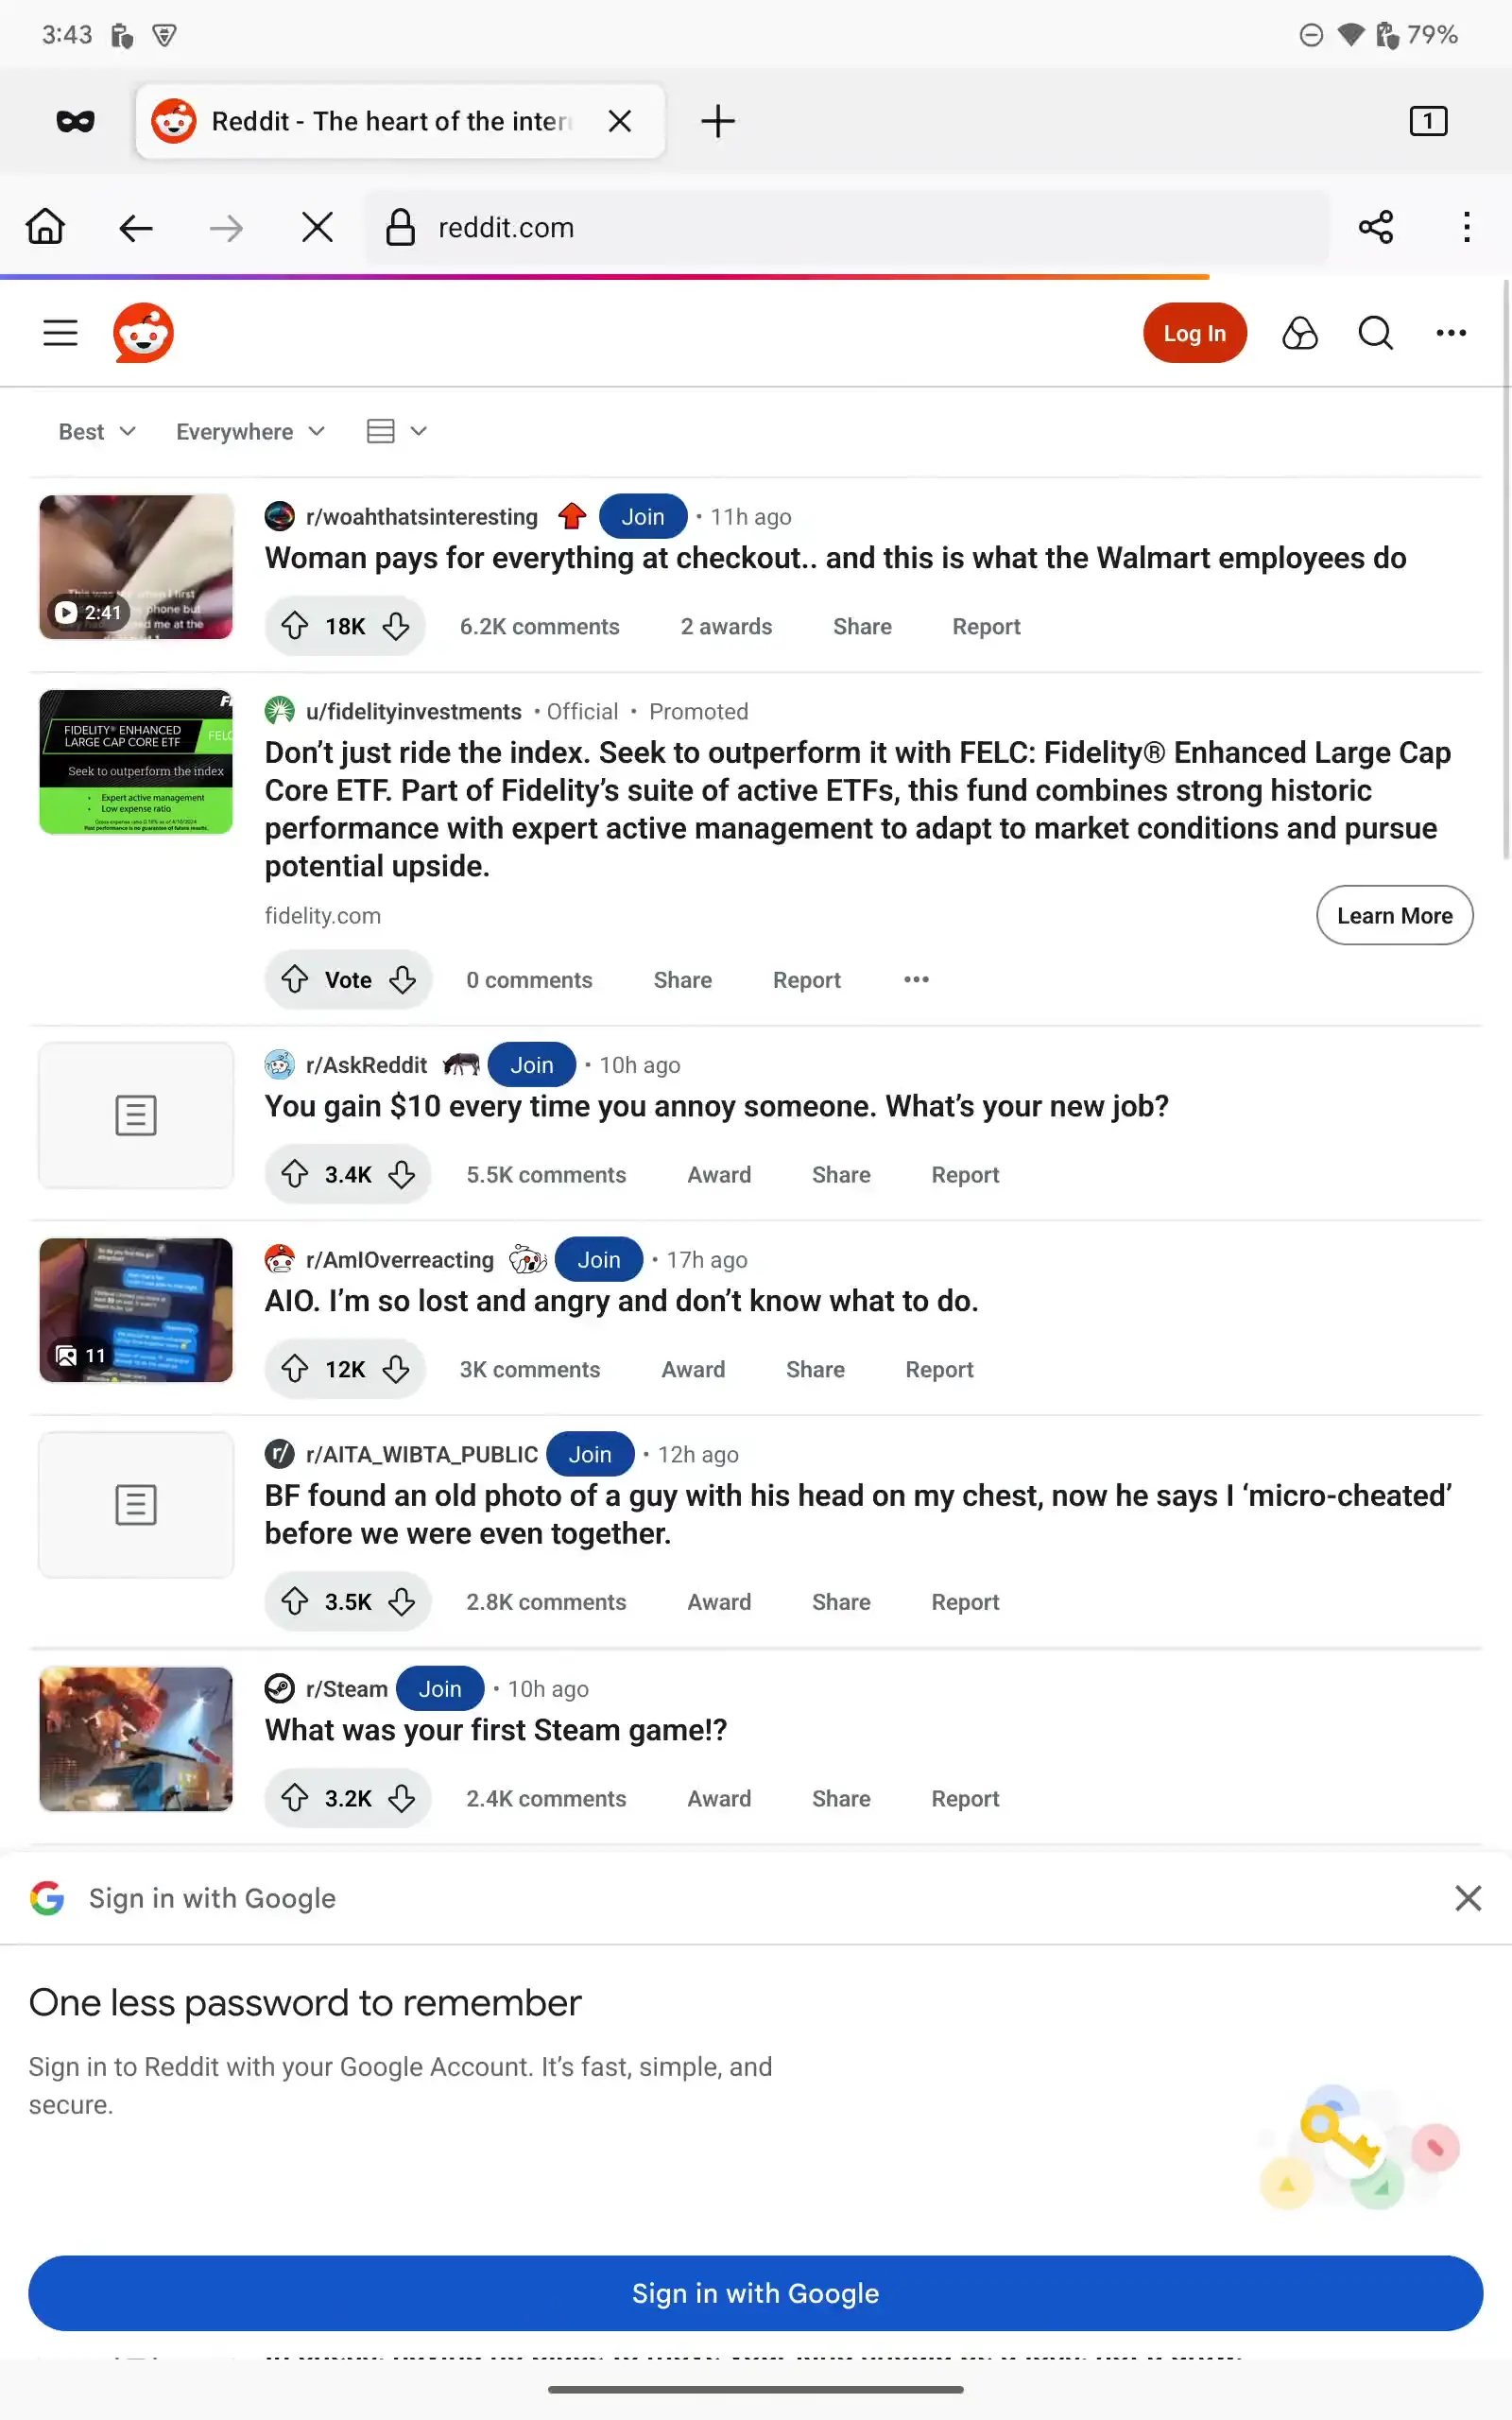 3:43
79%
Reddit - The heart of the inter
1
reddit.com
Log In
Best
Everywhere
r/woahthatsinteresting
Join
• 11h ago
Woman pays for everything at checkout.. and this is what the Walmart employees do
2:41
18K
6.2K comments
2 awards
Share
Report
FIDELITY® ENHANCED
LARGE CAP CORE ETF
FELC
Seek to outperform the index
• Expert active management
• Low expense ratio
u/fidelityinvestments • Official • Promoted
Don’t just ride the index. Seek to outperform it with FELC: Fidelity® Enhanced Large Cap
Core ETF. Part of Fidelity’s suite of active ETFs, this fund combines strong historic
performance with expert active management to adapt to market conditions and pursue
potential upside.
fidelity.com
Learn More
Vote
0 comments
Share
Report
r/AskReddit
Join
• 10h ago
You gain $10 every time you annoy someone. What’s your new job?
3.4K
5.5K comments
Award
Share
Report
r/AmIOverreacting
Join
• 17h ago
AIO. I’m so lost and angry and don’t know what to do.
11
12K
3K comments
Award
Share
Report
r/
r/AITA_WIBTA_PUBLIC
Join
• 12h ago
BF found an old photo of a guy with his head on my chest, now he says I ‘micro-cheated’
before we were even together.
3.5K
2.8K comments
Award
Share
Report
r/Steam
Join
• 10h ago
What was your first Steam game!?
3.2K
2.4K comments
Award
Share
Report
Sign in with Google
One less password to remember
Sign in to Reddit with your Google Account. It’s fast, simple, and
secure.
Sign in with Google